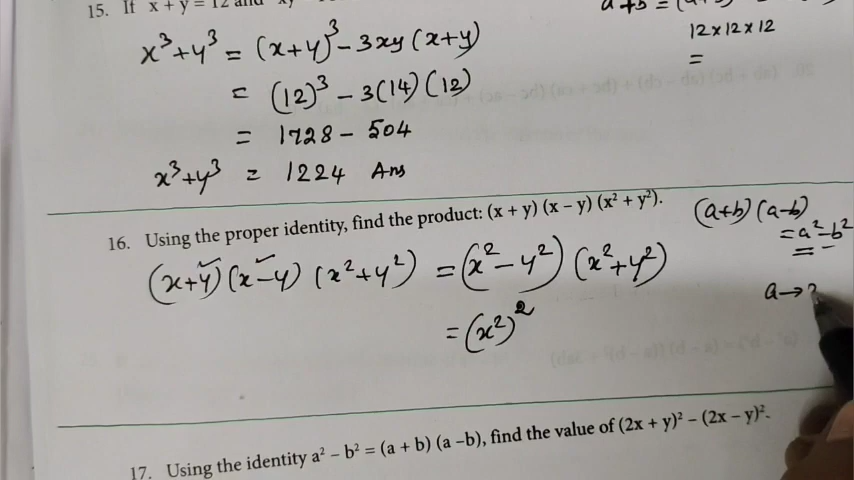 15. If x + y = 12 and xy
x³+y³ = (x+y)³ - 3xy (x+y)
12×12×12
=
= (12)³ - 3(14) (12)
= 1728 - 504
x³+y³ = 1224 Ans
16. Using the proper identity, find the product: (x + y) (x – y) (x² + y²).
(a+b) (a-b)
= a²-b²
(x+y) (x-y) (x²+y²) = (x²-y²) (x²+y²)
a→
= (x²)²
17. Using the identity a² – b² = (a + b) (a –b), find the value of (2x + y)² – (2x – y)².